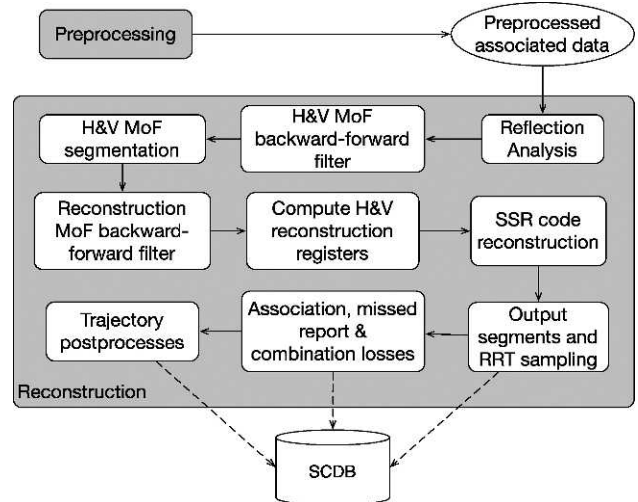 Preprocessing
Preprocessed
associated data
H&V MoF
segmentation
H&V MoF
backward-forward
filter
Reflection
Analysis
Reconstruction
MoF backward-
forward filter
Compute H&V
reconstruction
registers
SSR code
reconstruction
Trajectory
postprocesses
Association, missed
report &
combination losses
Output
segments and
RRT sampling
Reconstruction
SCDB